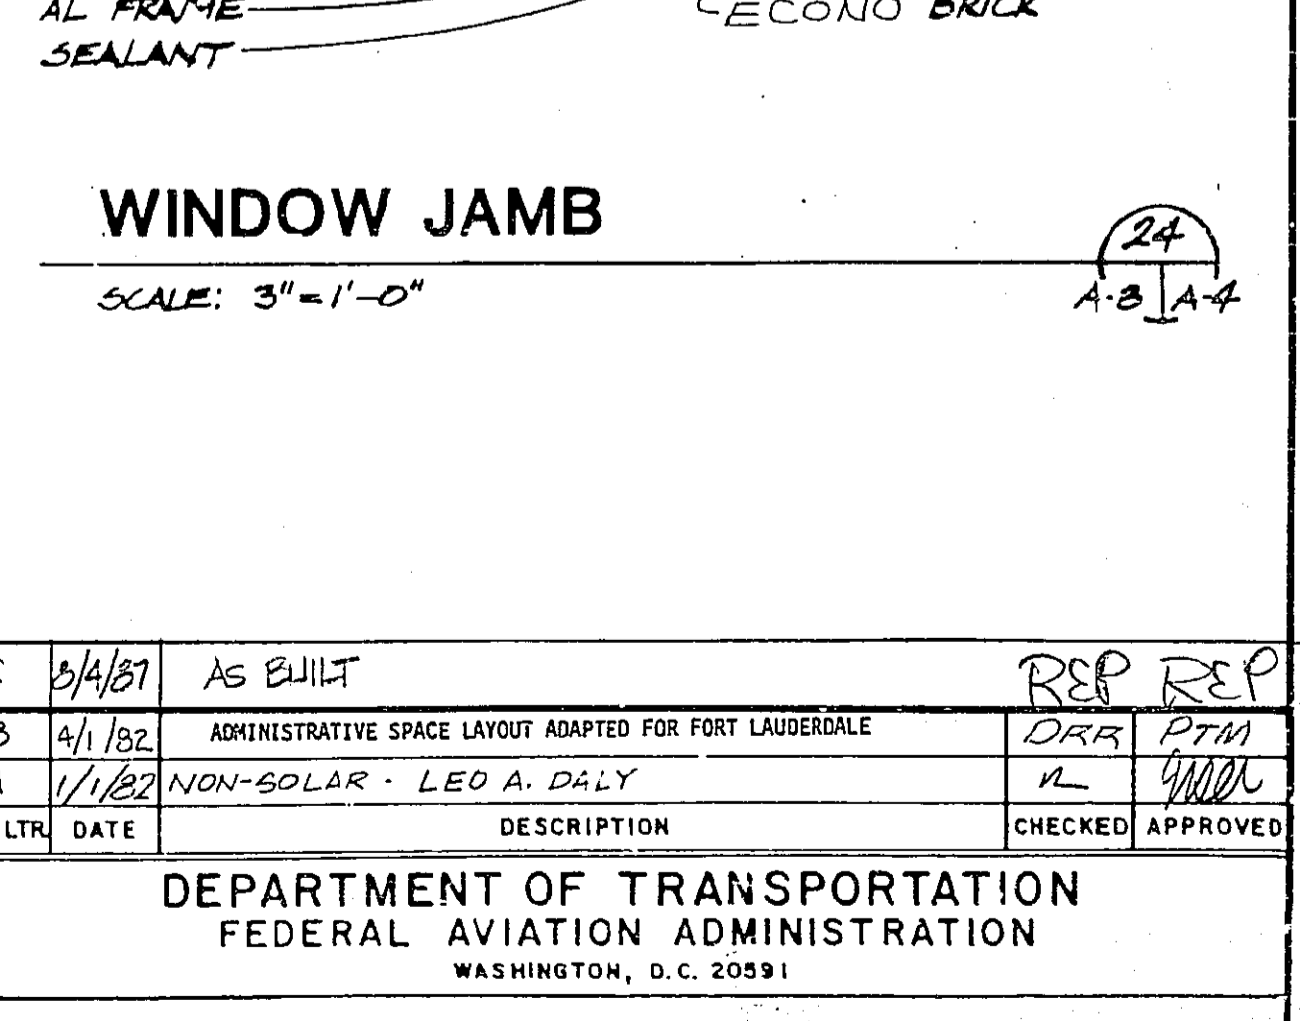 AL FRAME
ECONO BRICK
SEALANT
WINDOW JAMB
24
SCALE: 3"=1'-0"
A-3 A-4
3/4/87 AS BUILT REP REP
B 4/1/82 ADMINISTRATIVE SPACE LAYOUT ADAPTED FOR FORT LAUDERDALE DRR PTM
1/1/82 NON-SOLAR - LEO A. DALY
LTR DATE DESCRIPTION CHECKED APPROVED
DEPARTMENT OF TRANSPORTATION
FEDERAL AVIATION ADMINISTRATION
WASHINGTON, D.C. 20591